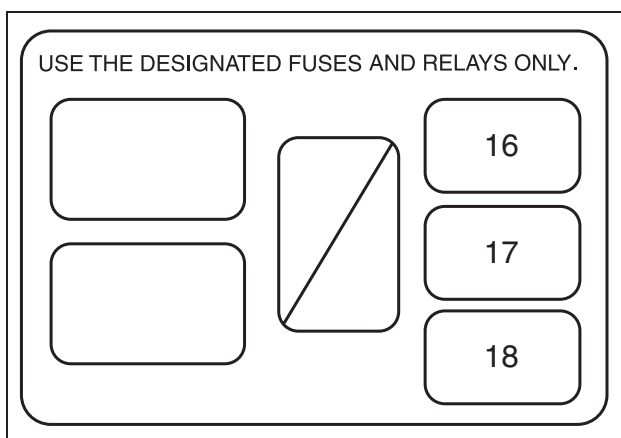 USE THE DESIGNATED FUSES AND RELAYS ONLY.
16
17
18